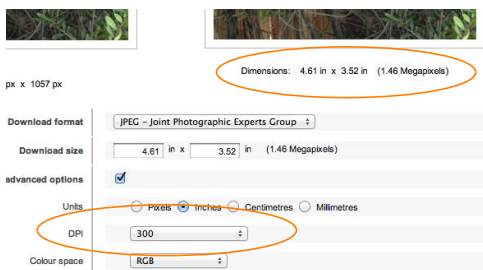 Dimensions: 4.61 in x 3.52 in (1.46 Megapixels)
px x 1057 px
Download format JPEG - Joint Photographic Experts Group
Download size 4.61 in x 3.52 in (1.46 Megapixels)
advanced options
Units Pixels Inches Centimetres Millimetres
DPI 300
Colour space RGB